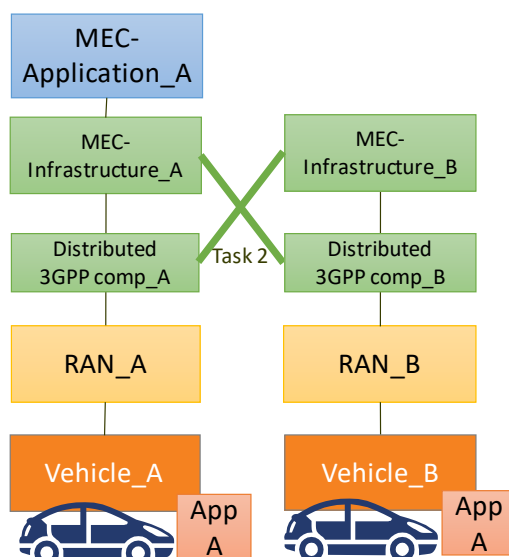 MEC-
Application_A
MEC-
Infrastructure_A
MEC-
Infrastructure_B
Distributed
3GPP comp_A
Task 2
Distributed
3GPP comp_B
RAN_A
RAN_B
Vehicle_A
Vehicle_B
App
A
App
A